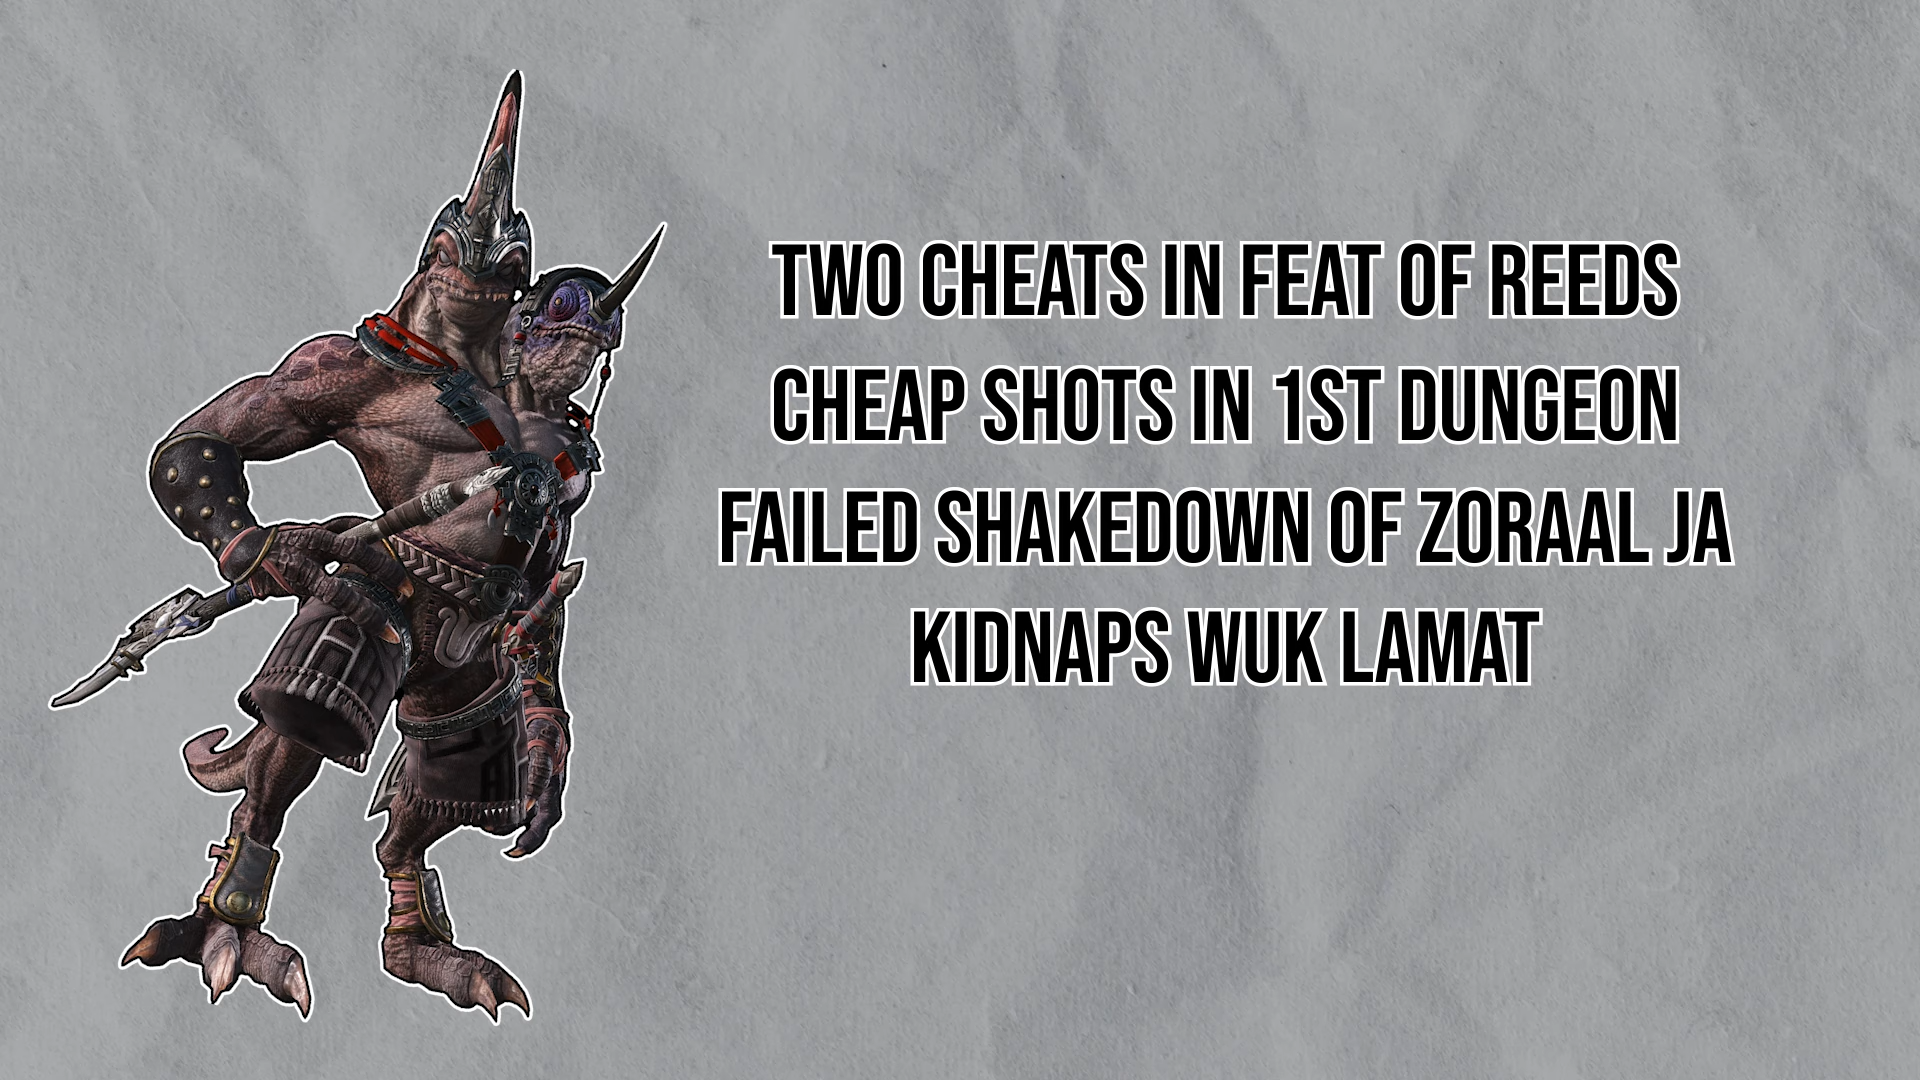 TWO CHEATS IN FEAT OF REEDS
CHEAP SHOTS IN 1ST DUNGEON
FAILED SHAKEDOWN OF ZORAAL JA
KIDNAPS WUK LAMAT